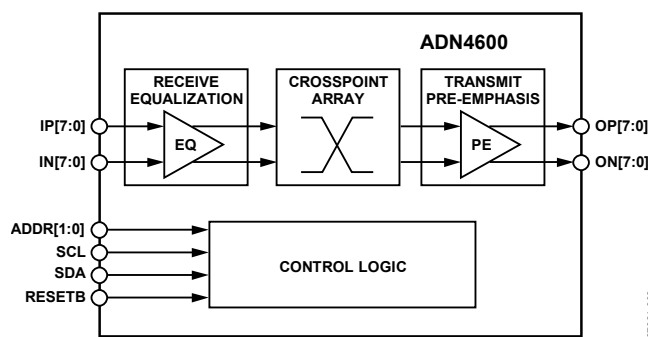 ADN4600
RECEIVE
EQUALIZATION
CROSSPOINT
ARRAY
TRANSMIT
PRE-EMPHASIS
IP[7:0]
IN[7:0]
EQ
PE
OP[7:0]
ON[7:0]
ADDR[1:0]
SCL
SDA
RESETB
CONTROL LOGIC